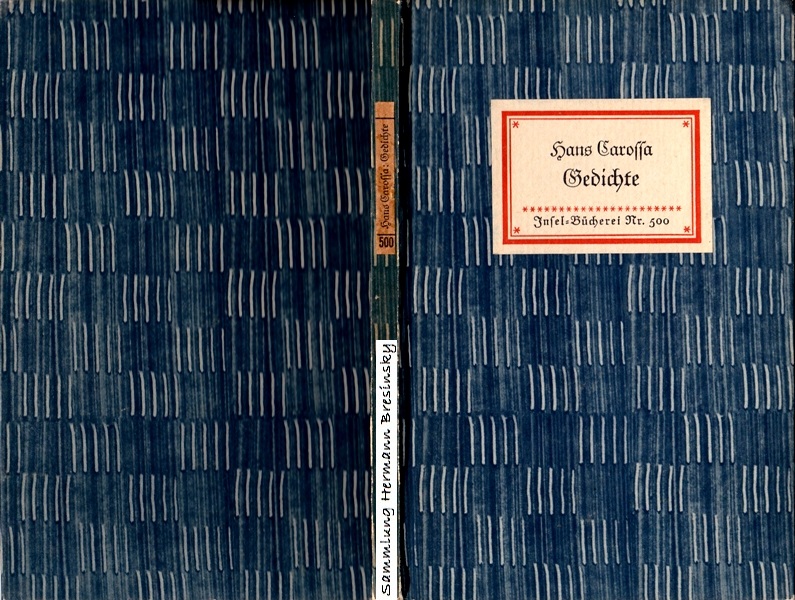 Hans Carossa: Gedichte
500
Sammlung Hermann Bresinsky
Hans Carossa
Gedichte
Insel-Bücherei Nr. 500